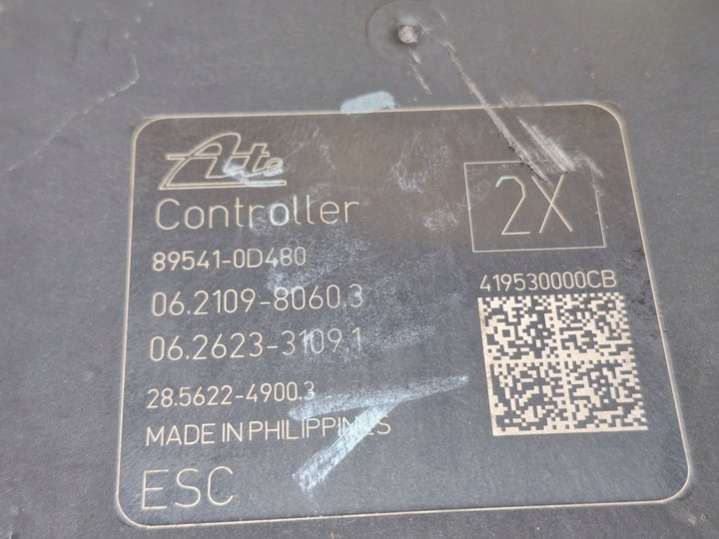 Ate
Controller
2X
89541-0D480
06.2109-8060.3
06.2623-3109.1
28.5622-4900.3
419530000CB
MADE IN PHILIPPINES
ESC